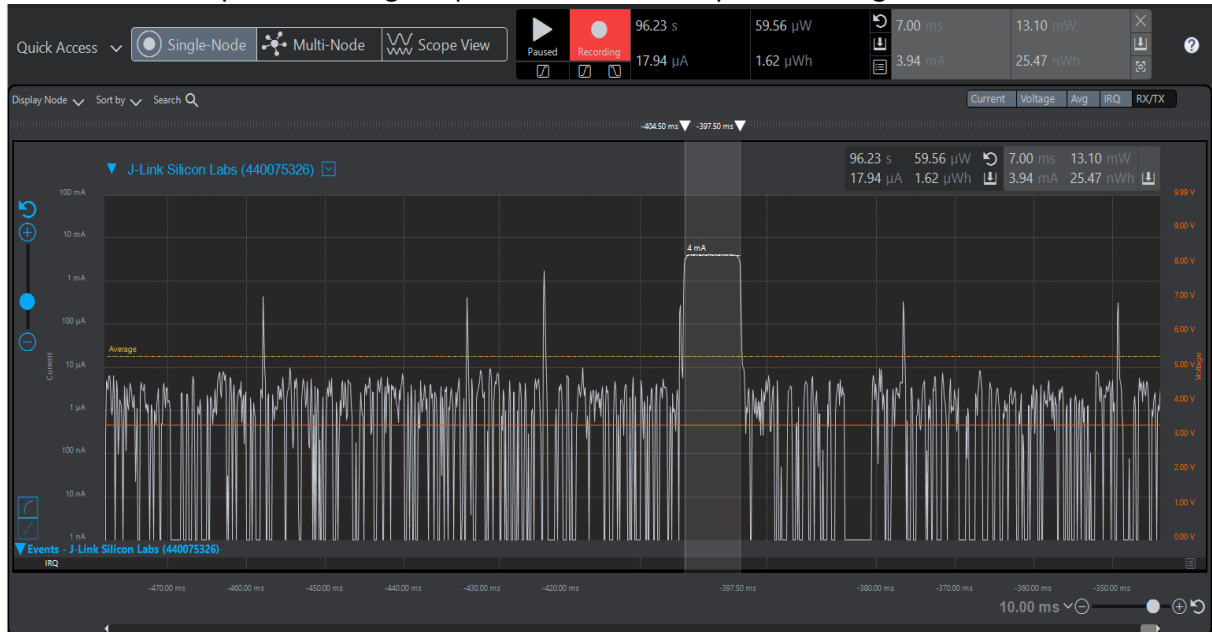 Quick Access
Single-Node
Multi-Node
Scope View
Paused
Recording
96.23 s
59.56 µW
17.94 µA
1.62 µWh
7.00 ms
13.10 mW
3.94 mA
25.47 nWh
?
Display Node
Sort by
Search
Current
Voltage
Avg
IRQ
RX/TX
-404.50 ms
-397.50 ms
J-Link Silicon Labs (440075326)
96.23 s 59.56 µW
17.94 µA 1.62 µWh
7.00 ms 13.10 mW
3.94 mA 25.47 nWh
100 mA
10 mA
1 mA
100 µA
10 µA
1 µA
100 nA
10 nA
1 nA
Current
Average
4 mA
9.99 V
9.00 V
8.00 V
7.00 V
6.00 V
5.00 V
4.00 V
3.00 V
2.00 V
1.00 V
0.00 V
Voltage
Events - J-Link Silicon Labs (440075326)
IRQ
-470.00 ms
-460.00 ms
-450.00 ms
-440.00 ms
-430.00 ms
-420.00 ms
-397.50 ms
-380.00 ms
-370.00 ms
-360.00 ms
-350.00 ms
10.00 ms